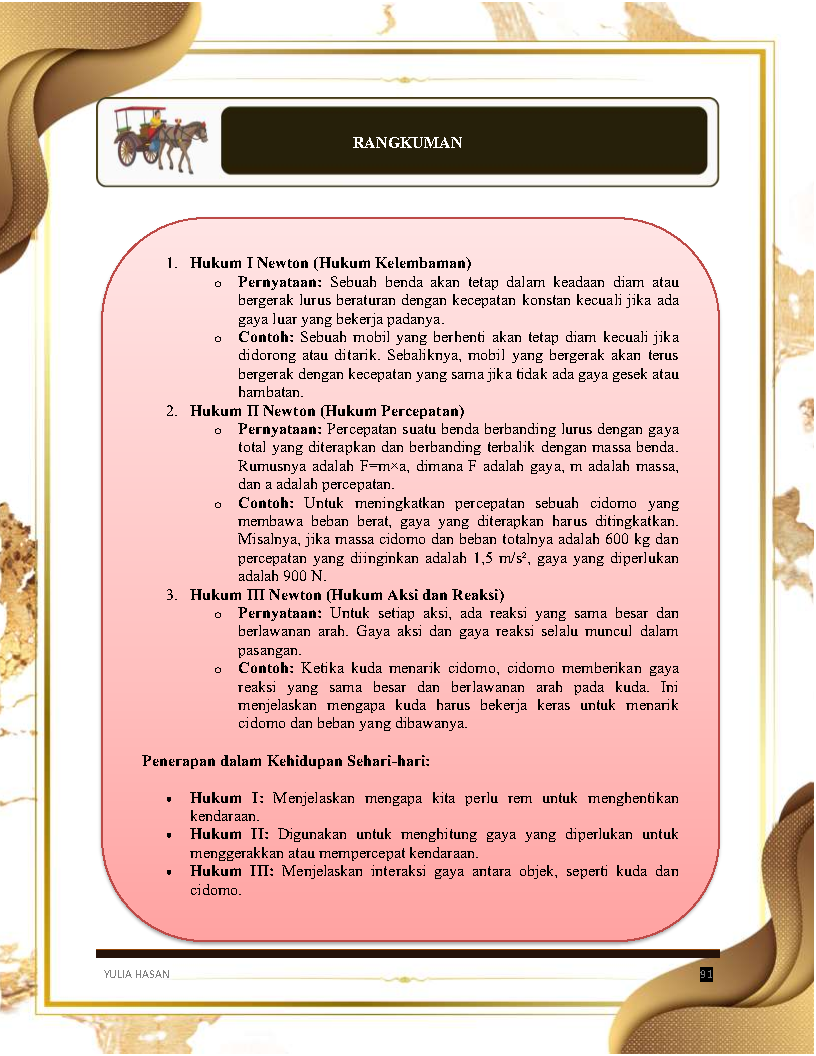 RANGKUMAN
1. Hukum I Newton (Hukum Kelembaman)
o Pernyataan: Sebuah benda akan tetap dalam keadaan diam atau
bergerak lurus beraturan dengan kecepatan konstan kecuali jika ada
gaya luar yang bekerja padanya.
o Contoh: Sebuah mobil yang berhenti akan tetap diam kecuali jika
didorong atau ditarik. Sebaliknya, mobil yang bergerak akan terus
bergerak dengan kecepatan yang sama jika tidak ada gaya gesek atau
hambatan.
2. Hukum II Newton (Hukum Percepatan)
o Pernyataan: Percepatan suatu benda berbanding lurus dengan gaya
total yang diterapkan dan berbanding terbalik dengan massa benda.
Rumusnya adalah F=m×a, dimana F adalah gaya, m adalah massa,
dan a adalah percepatan.
o Contoh: Untuk meningkatkan percepatan sebuah cidomo yang
membawa beban berat, gaya yang diterapkan harus ditingkatkan.
Misalnya, jika massa cidomo dan beban totalnya adalah 600 kg dan
percepatan yang diinginkan adalah 1,5 m/s², gaya yang diperlukan
adalah 900 N.
3. Hukum III Newton (Hukum Aksi dan Reaksi)
o Pernyataan: Untuk setiap aksi, ada reaksi yang sama besar dan
berlawanan arah. Gaya aksi dan gaya reaksi selalu muncul dalam
pasangan.
o Contoh: Ketika kuda menarik cidomo, cidomo memberikan gaya
reaksi yang sama besar dan berlawanan arah pada kuda. Ini
menjelaskan mengapa kuda harus bekerja keras untuk menarik
cidomo dan beban yang dibawanya.
Penerapan dalam Kehidupan Sehari-hari:
• Hukum I: Menjelaskan mengapa kita perlu rem untuk menghentikan
kendaraan.
• Hukum II: Digunakan untuk menghitung gaya yang diperlukan untuk
menggerakkan atau mempercepat kendaraan.
• Hukum III: Menjelaskan interaksi gaya antara objek, seperti kuda dan
cidomo.
YULIA HASAN 91